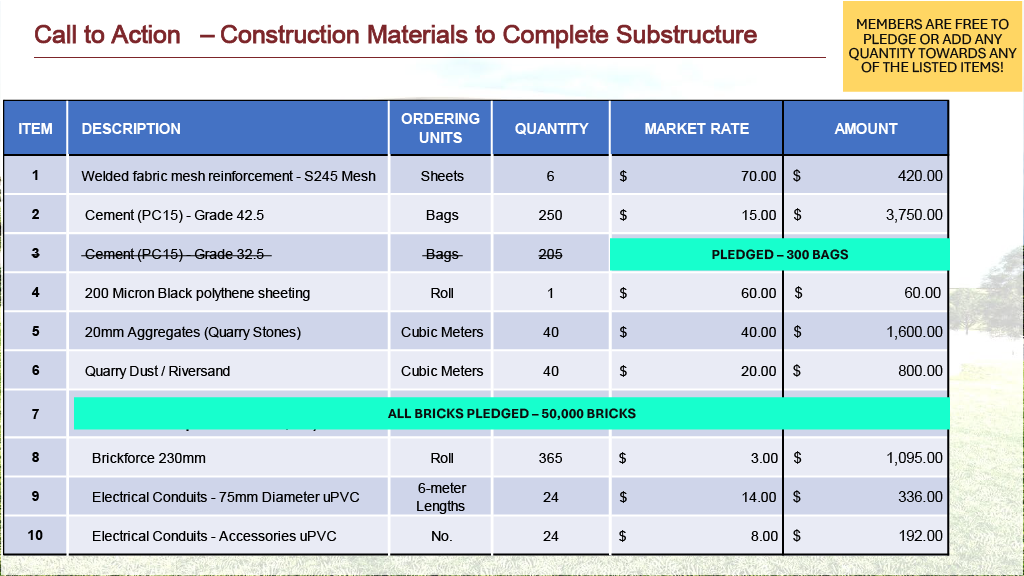 Call to Action – Construction Materials to Complete Substructure
MEMBERS ARE FREE TO
PLEDGE OR ADD ANY
QUANTITY TOWARDS ANY
OF THE LISTED ITEMS!
ITEM DESCRIPTION ORDERING UNITS QUANTITY MARKET RATE AMOUNT
1 Welded fabric mesh reinforcement - S245 Mesh Sheets 6 $ 70.00 $ 420.00
2 Cement (PC15) - Grade 42.5 Bags 250 $ 15.00 $ 3,750.00
3 Cement (PC15) - Grade 32.5 Bags 205 PLEDGED – 300 BAGS
4 200 Micron Black polythene sheeting Roll 1 $ 60.00 $ 60.00
5 20mm Aggregates (Quarry Stones) Cubic Meters 40 $ 40.00 $ 1,600.00
6 Quarry Dust / Riversand Cubic Meters 40 $ 20.00 $ 800.00
7 ALL BRICKS PLEDGED – 50,000 BRICKS
8 Brickforce 230mm Roll 365 $ 3.00 $ 1,095.00
9 Electrical Conduits - 75mm Diameter uPVC 6-meter Lengths 24 $ 14.00 $ 336.00
10 Electrical Conduits - Accessories uPVC No. 24 $ 8.00 $ 192.00